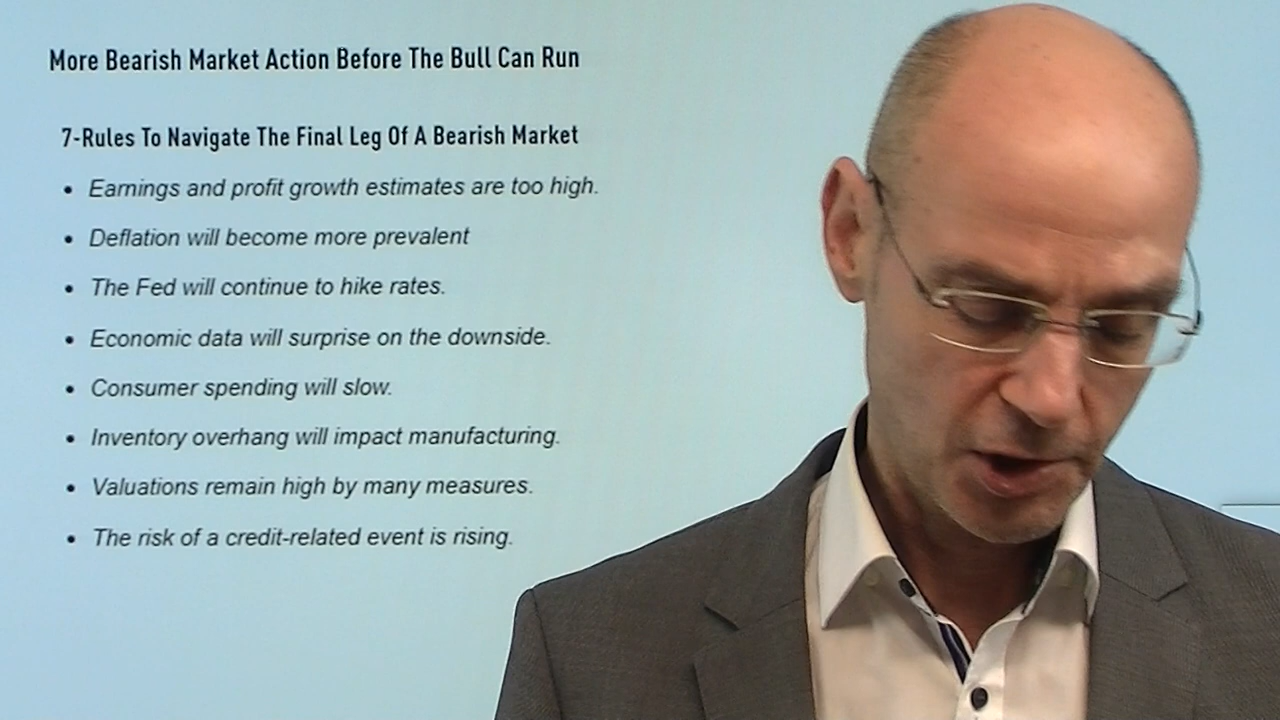 More Bearish Market Action Before The Bull Can Run
7-Rules To Navigate The Final Leg Of A Bearish Market
• Earnings and profit growth estimates are too high.
• Deflation will become more prevalent
• The Fed will continue to hike rates.
• Economic data will surprise on the downside.
• Consumer spending will slow.
• Inventory overhang will impact manufacturing.
• Valuations remain high by many measures.
• The risk of a credit-related event is rising.